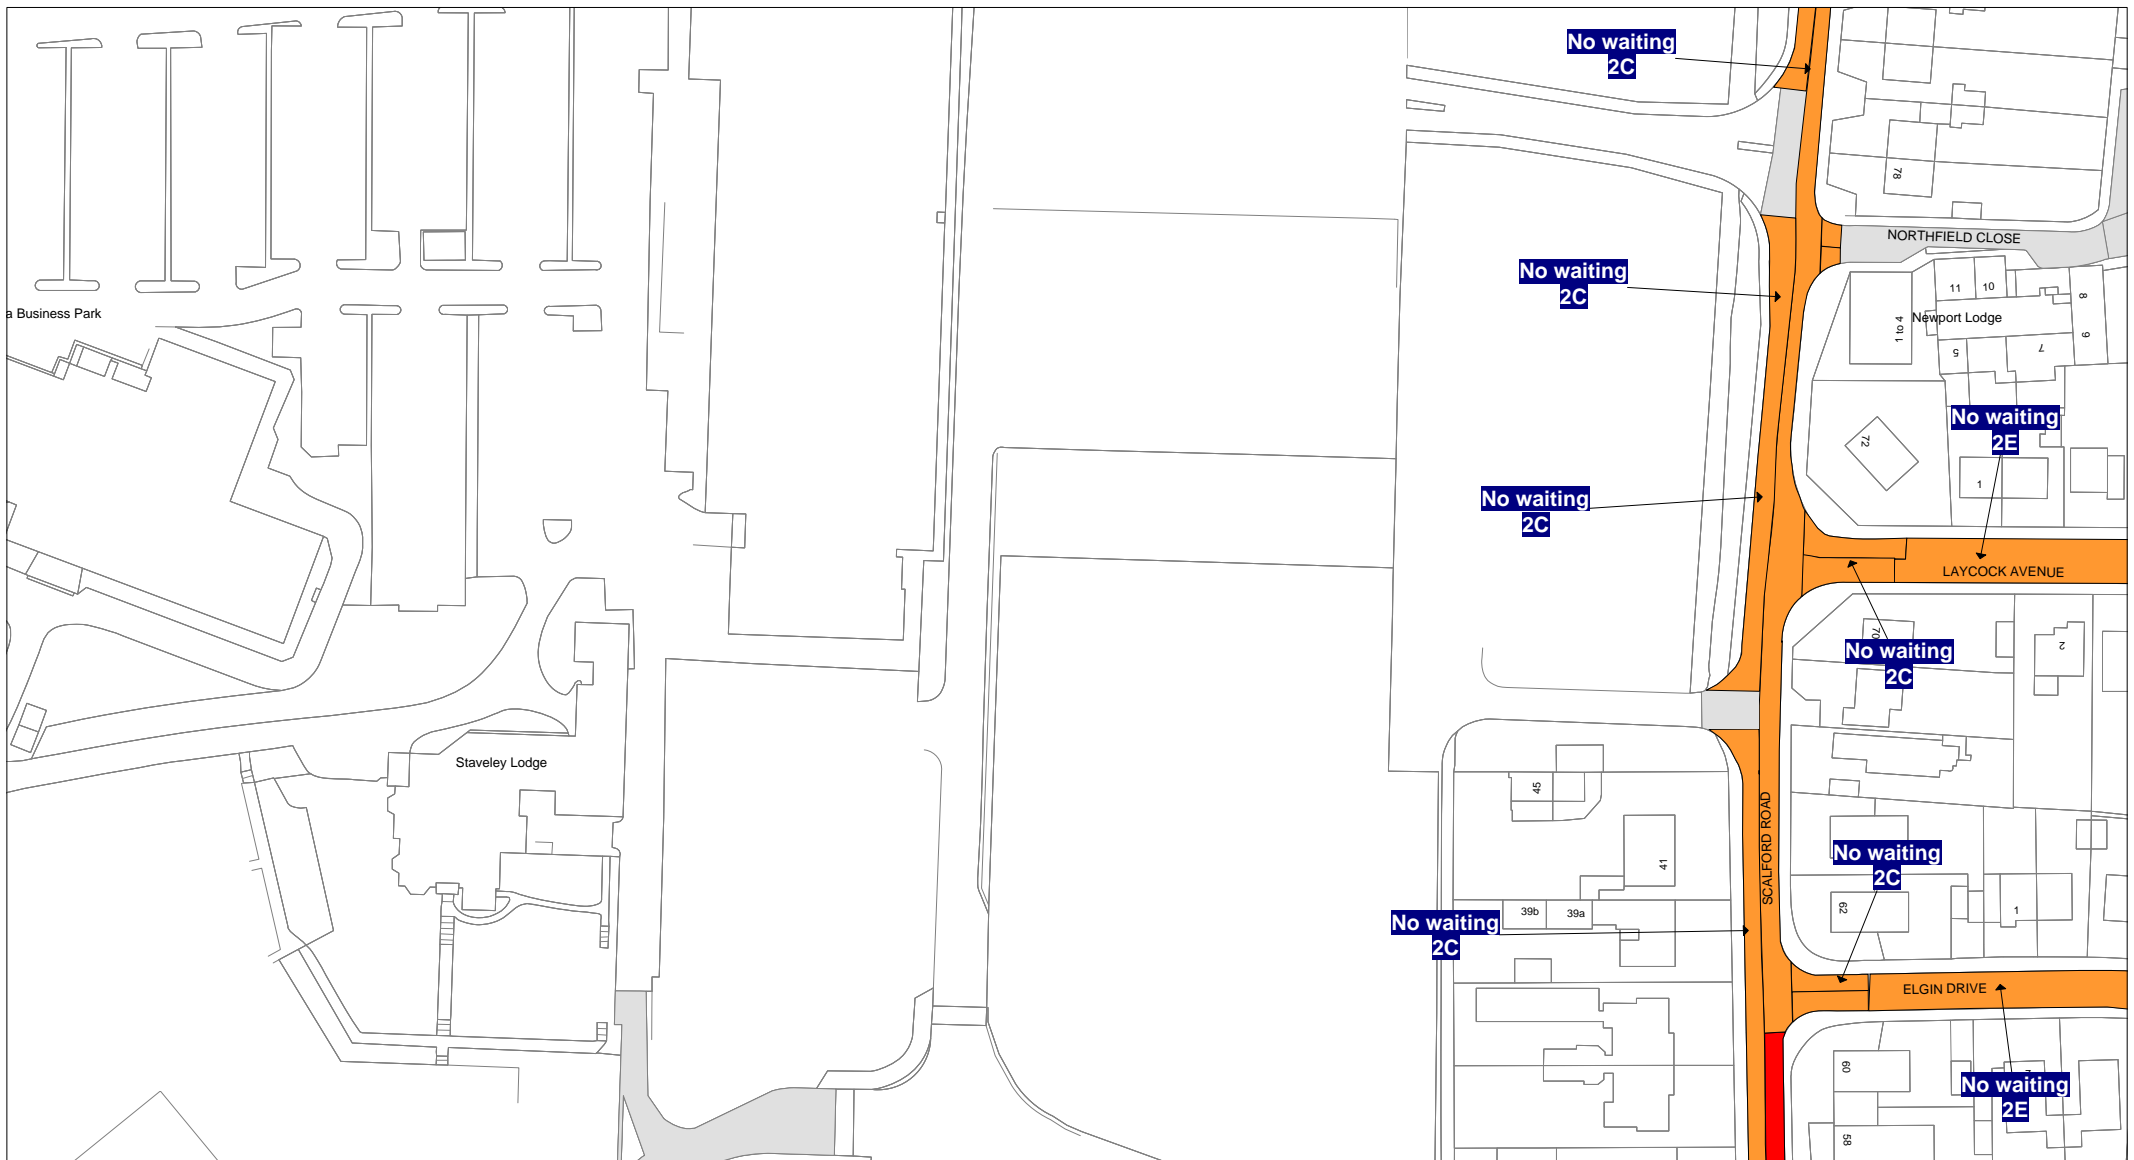 No waiting
2C
78
NORTHFIELD CLOSE
No waiting
2C
11
10
8
a Business Park
1 to 4
Newport Lodge
9
5
7
No waiting
2E
72
1
No waiting
2C
LAYCOCK AVENUE
70
No waiting
2C
2
Staveley Lodge
45
SCALFORD ROAD
41
No waiting
2C
62
1
39b
39a
No waiting
2C
ELGIN DRIVE
60
No waiting
2E
58